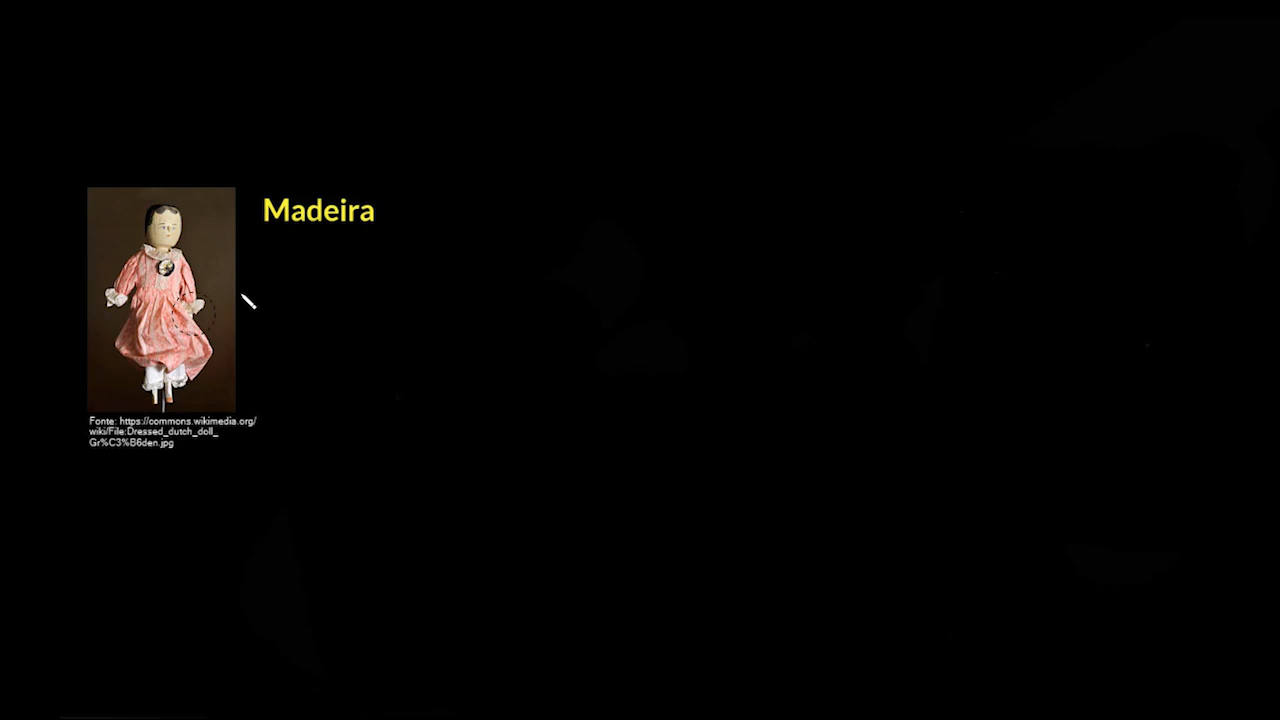 Madeira
Fonte: https://commons.wikimedia.org/
wiki/File:Dressed_dutch_doll_
Gr%C3%B6den.jpg